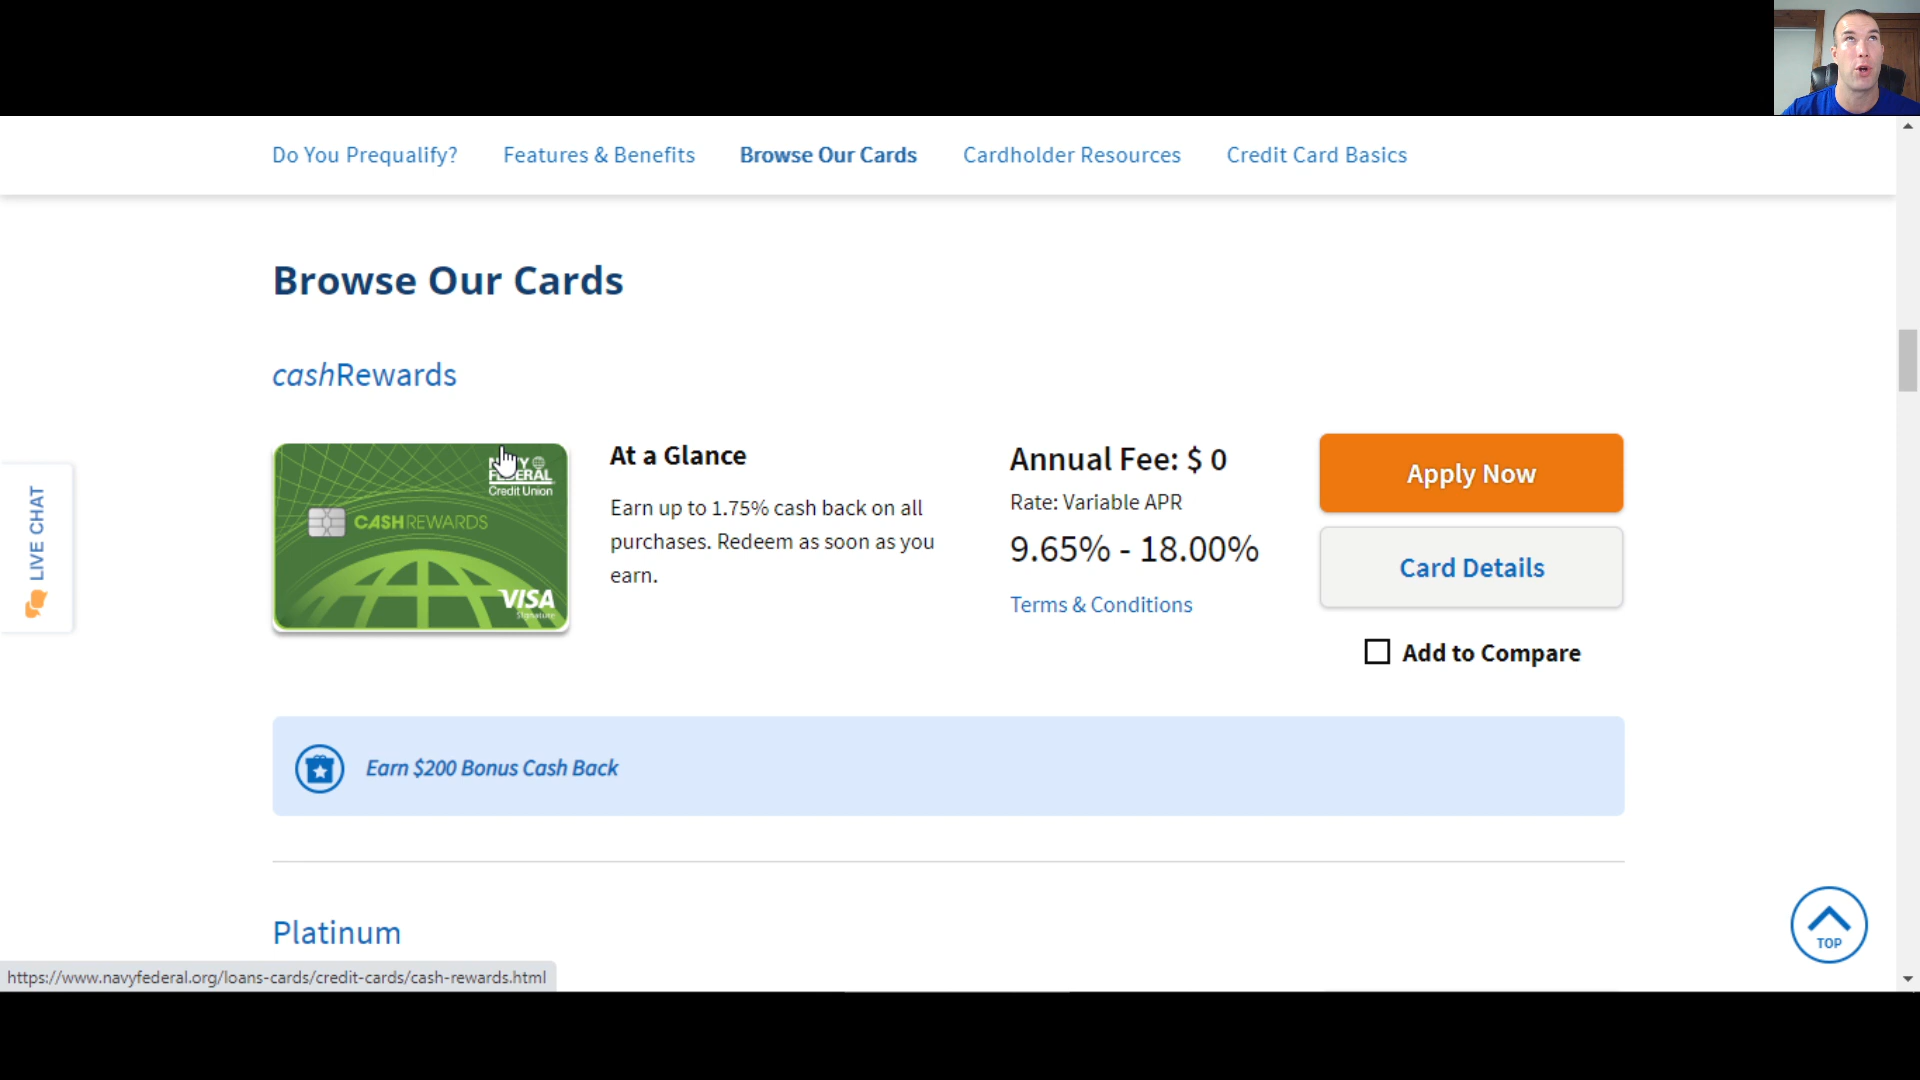 Do You Prequalify? Features & Benefits Browse Our Cards Cardholder Resources Credit Card Basics
Browse Our Cards
cashRewards
NAVY
FEDERAL
Credit Union
CASHREWARDS
VISA
Signature
At a Glance
Earn up to 1.75% cash back on all
purchases. Redeem as soon as you
earn.
Annual Fee: $ 0
Rate: Variable APR
9.65% - 18.00%
Terms & Conditions
Apply Now
Card Details
Add to Compare
LIVE CHAT
Earn $200 Bonus Cash Back
Platinum
TOP
https://www.navyfederal.org/loans-cards/credit-cards/cash-rewards.html